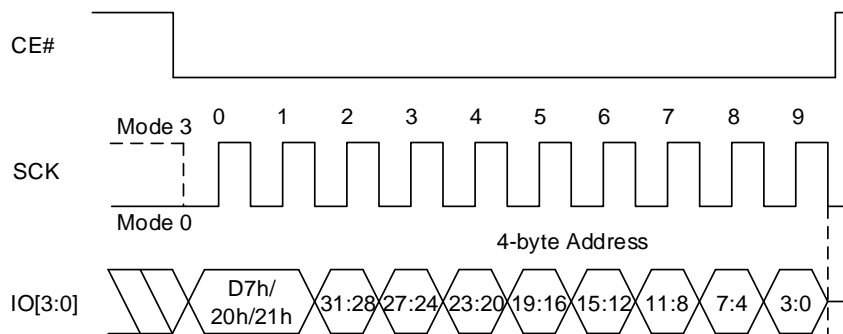 CE#
0 1 2 3 4 5 6 7 8 9
Mode 3
SCK
Mode 0
4-byte Address
IO[3:0]
D7h/
20h/21h
31:28 27:24 23:20 19:16 15:12 11:8 7:4 3:0